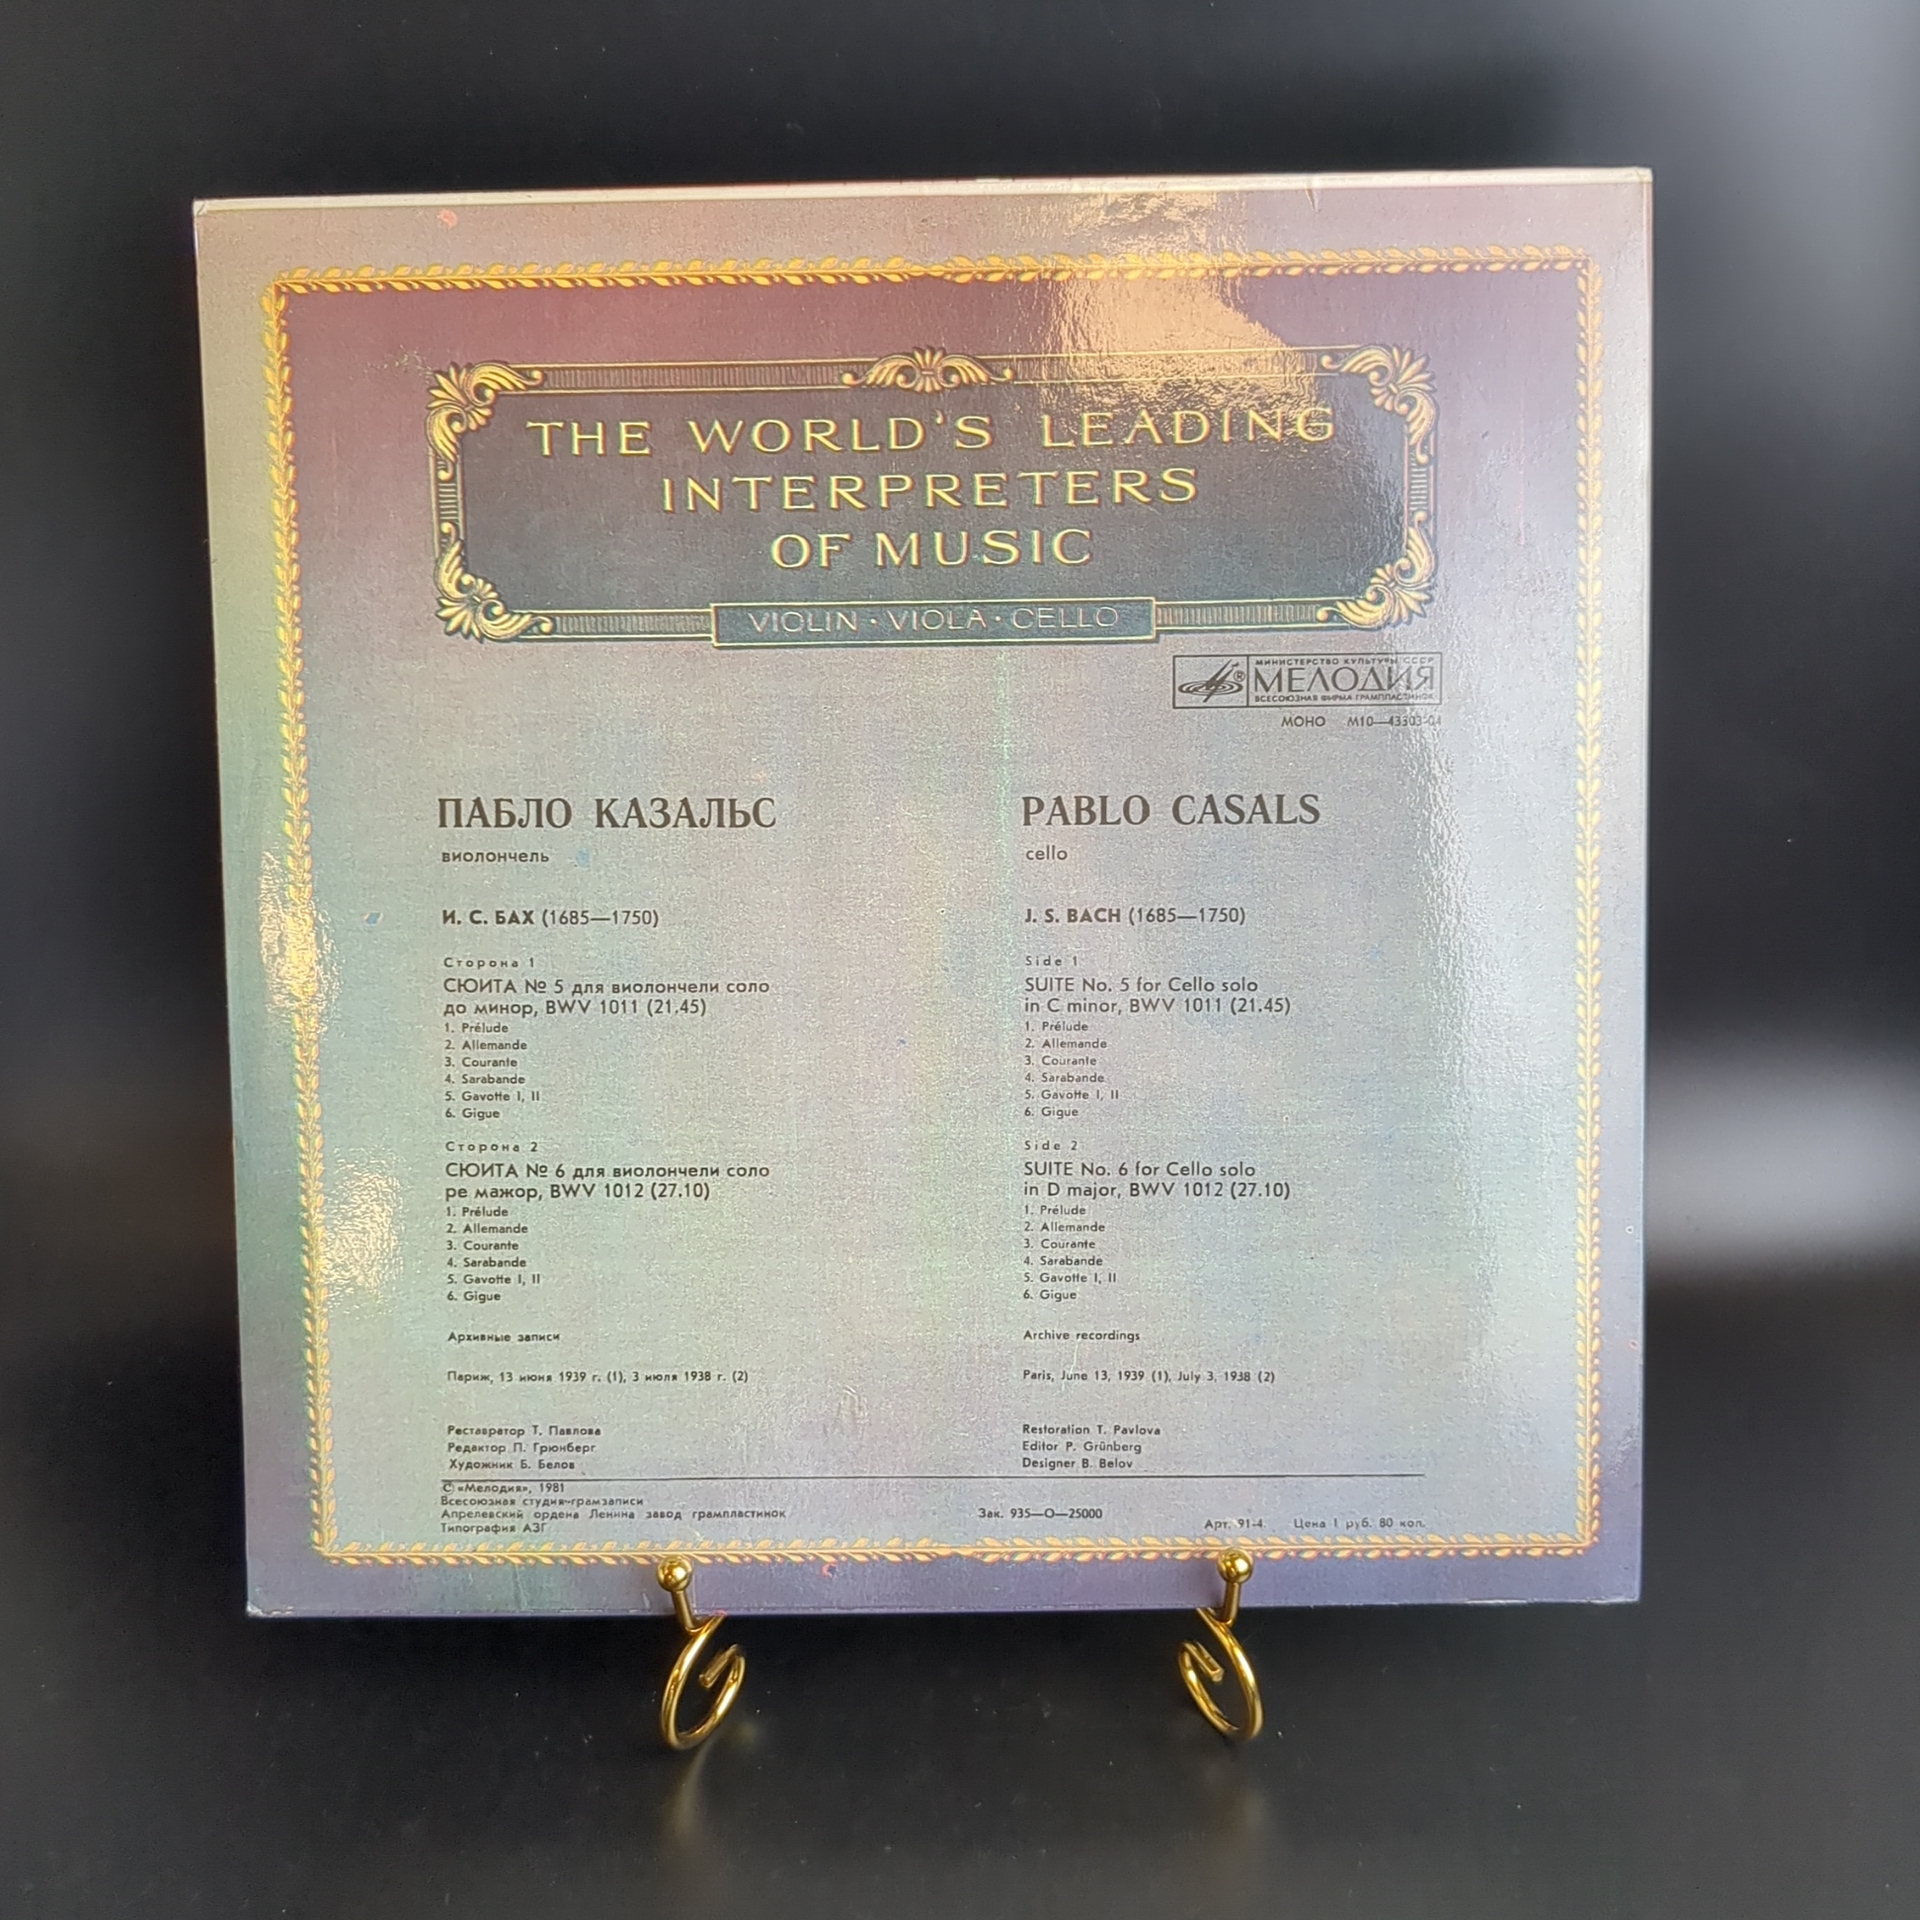 THE WORLD'S LEADING
INTERPRETERS
OF MUSIC
VIOLIN · VIOLA · CELLO
МИНИСТЕРСТВО КУЛЬТУРЫ СССР
МЕЛОДИЯ
ВСЕСОЮЗНАЯ ФИРМА ГРАМПЛАСТИНОК
МОНО М10—43303-04
ПАБЛО КАЗАЛЬС
виолончель
И. С. БАХ (1685—1750)
Сторона 1
СЮИТА № 5 для виолончели соло
до минор, BWV 1011 (21.45)
1. Prélude
2. Allemande
3. Courante
4. Sarabande
5. Gavotte I, II
6. Gigue
Сторона 2
СЮИТА № 6 для виолончели соло
ре мажор, BWV 1012 (27.10)
1. Prélude
2. Allemande
3. Courante
4. Sarabande
5. Gavotte I, II
6. Gigue
Архивные записи
Париж, 13 июня 1939 г. (1), 3 июля 1938 г. (2)
Реставратор Т. Павлова
Редактор П. Грюнберг
Художник Б. Белов
PABLO CASALS
cello
J. S. BACH (1685—1750)
Side 1
SUITE No. 5 for Cello solo
in C minor, BWV 1011 (21.45)
1. Prélude
2. Allemande
3. Courante
4. Sarabande
5. Gavotte I, II
6. Gigue
Side 2
SUITE No. 6 for Cello solo
in D major, BWV 1012 (27.10)
1. Prélude
2. Allemande
3. Courante
4. Sarabande
5. Gavotte I, II
6. Gigue
Archive recordings
Paris, June 13, 1939 (1), July 3, 1938 (2)
Restoration T. Pavlova
Editor P. Grünberg
Designer B. Belov
© «Мелодия», 1981
Всесоюзная студия грамзаписи
Апрелевский ордена Ленина завод грампластинок
Типография АЗГ
Зак. 935—О—25000
Арт. 91-4. Цена 1 руб. 80 коп.